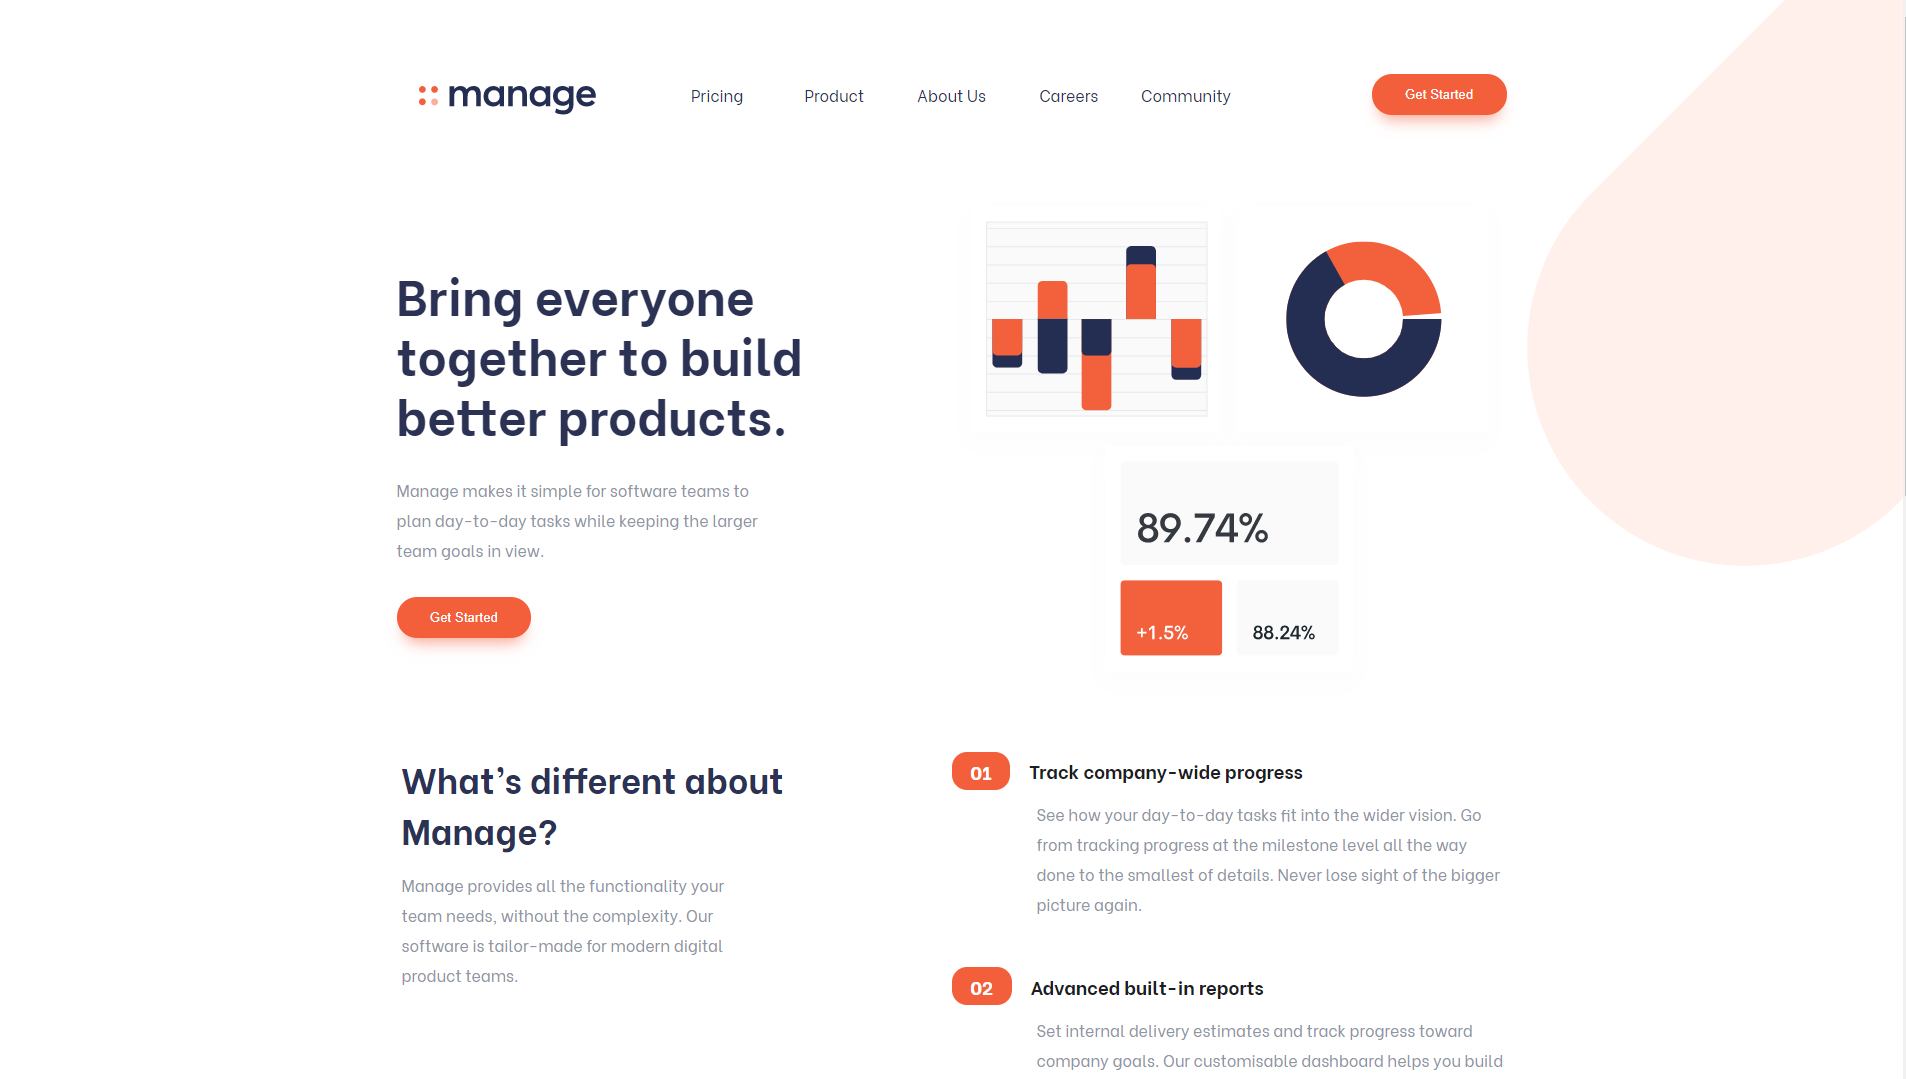 manage
Pricing
Product
About Us
Careers
Community
Get Started
Bring everyone
together to build
better products.
Manage makes it simple for software teams to
plan day-to-day tasks while keeping the larger
team goals in view.
Get Started
89.74%
+1.5%
88.24%
What's different about
Manage?
Manage provides all the functionality your
team needs, without the complexity. Our
software is tailor-made for modern digital
product teams.
01
Track company-wide progress
See how your day-to-day tasks fit into the wider vision. Go
from tracking progress at the milestone level all the way
done to the smallest of details. Never lose sight of the bigger
picture again.
02
Advanced built-in reports
Set internal delivery estimates and track progress toward
company goals. Our customisable dashboard helps you build